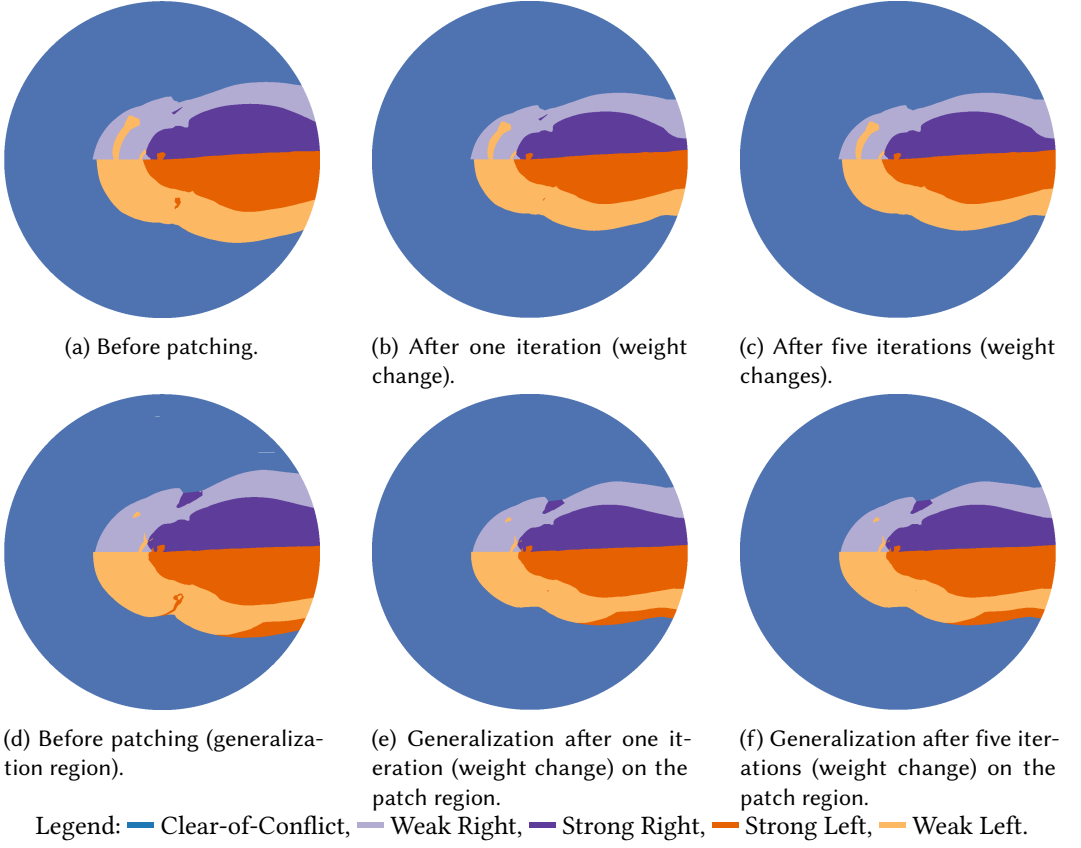 (a) Before patching.
(b) After one iteration (weight
change).
(c) After five iterations (weight
changes).
(d) Before patching (generaliza-
tion region).
(e) Generalization after one it-
eration (weight change) on the
patch region.
(f) Generalization after five iter-
ations (weight change) on the
patch region.
Legend: Clear-of-Conflict, Weak Right, Strong Right, Strong Left, Weak Left.